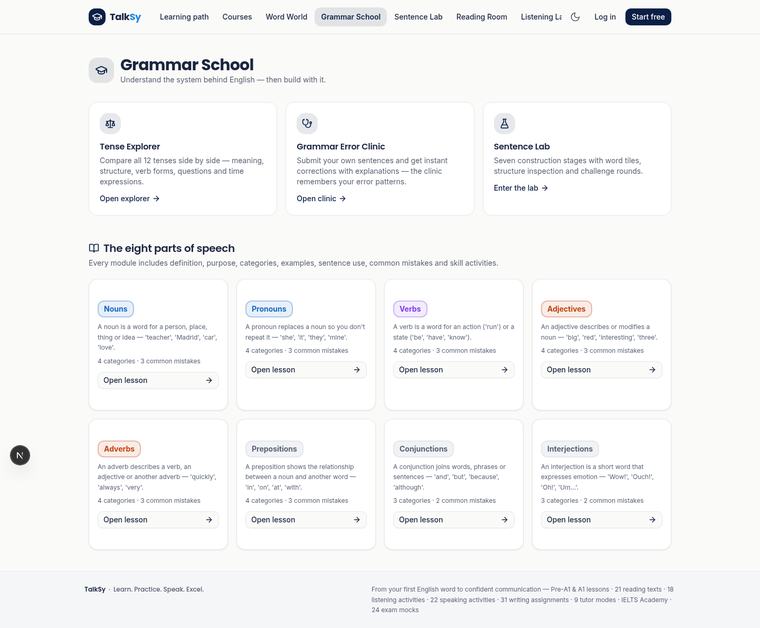 TalkSy
Learning path
Courses
Word World
Grammar School
Sentence Lab
Reading Room
Listening La
Log in
Start free
Grammar School
Understand the system behind English — then build with it.
Tense Explorer
Compare all 12 tenses side by side — meaning,
structure, verb forms, questions and time
expressions.
Open explorer →
Grammar Error Clinic
Submit your own sentences and get instant
corrections with explanations — the clinic
remembers your error patterns.
Open clinic →
Sentence Lab
Seven construction stages with word tiles,
structure inspection and challenge rounds.
Enter the lab →
The eight parts of speech
Every module includes definition, purpose, categories, examples, sentence use, common mistakes and skill activities.
Nouns
A noun is a word for a person, place,
thing or idea — 'teacher', 'Madrid', 'car',
'love'.
4 categories · 3 common mistakes
Open lesson →
Pronouns
A pronoun replaces a noun so you don't
repeat it — 'she', 'it', 'they', 'mine'.
4 categories · 3 common mistakes
Open lesson →
Verbs
A verb is a word for an action ('run') or a
state ('be', 'have', 'know').
4 categories · 3 common mistakes
Open lesson →
Adjectives
An adjective describes or modifies a
noun — 'big', 'red', 'interesting', 'three'.
4 categories · 3 common mistakes
Open lesson →
Adverbs
An adverb describes a verb, an
adjective or another adverb — 'quickly',
'always', 'very'.
4 categories · 3 common mistakes
Open lesson →
Prepositions
A preposition shows the relationship
between a noun and another word —
'in', 'on', 'at', 'with'.
4 categories · 3 common mistakes
Open lesson →
Conjunctions
A conjunction joins words, phrases or
sentences — 'and', 'but', 'because',
'although'.
3 categories · 2 common mistakes
Open lesson →
Interjections
An interjection is a short word that
expresses emotion — 'Wow!', 'Ouch!',
'Oh!', 'Um...'.
3 categories · 2 common mistakes
Open lesson →
N
TalkSy · Learn. Practice. Speak. Excel.
From your first English word to confident communication — Pre-A1 & A1 lessons · 21 reading texts · 18
listening activities · 22 speaking activities · 31 writing assignments · 9 tutor modes · IELTS Academy ·
24 exam mocks